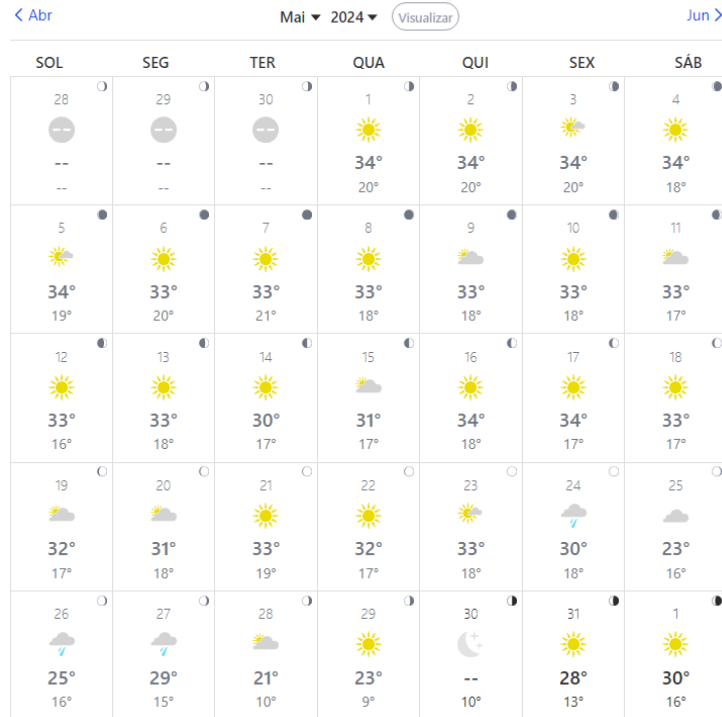 Abr Mai 2024 Visualizar Jun
SOL SEG TER QUA QUI SEX SÁB
28 29 30 1 2 3 4
-- -- -- 34° 34° 34° 34°
-- -- -- 20° 20° 20° 18°
5 6 7 8 9 10 11
34° 33° 33° 33° 33° 33° 33°
19° 20° 21° 18° 18° 18° 17°
12 13 14 15 16 17 18
33° 33° 30° 31° 34° 34° 33°
16° 18° 17° 17° 18° 17° 17°
19 20 21 22 23 24 25
32° 31° 33° 32° 33° 30° 23°
17° 18° 19° 17° 18° 18° 16°
26 27 28 29 30 31 1
25° 29° 21° 23° -- 28° 30°
16° 15° 10° 9° 10° 13° 16°